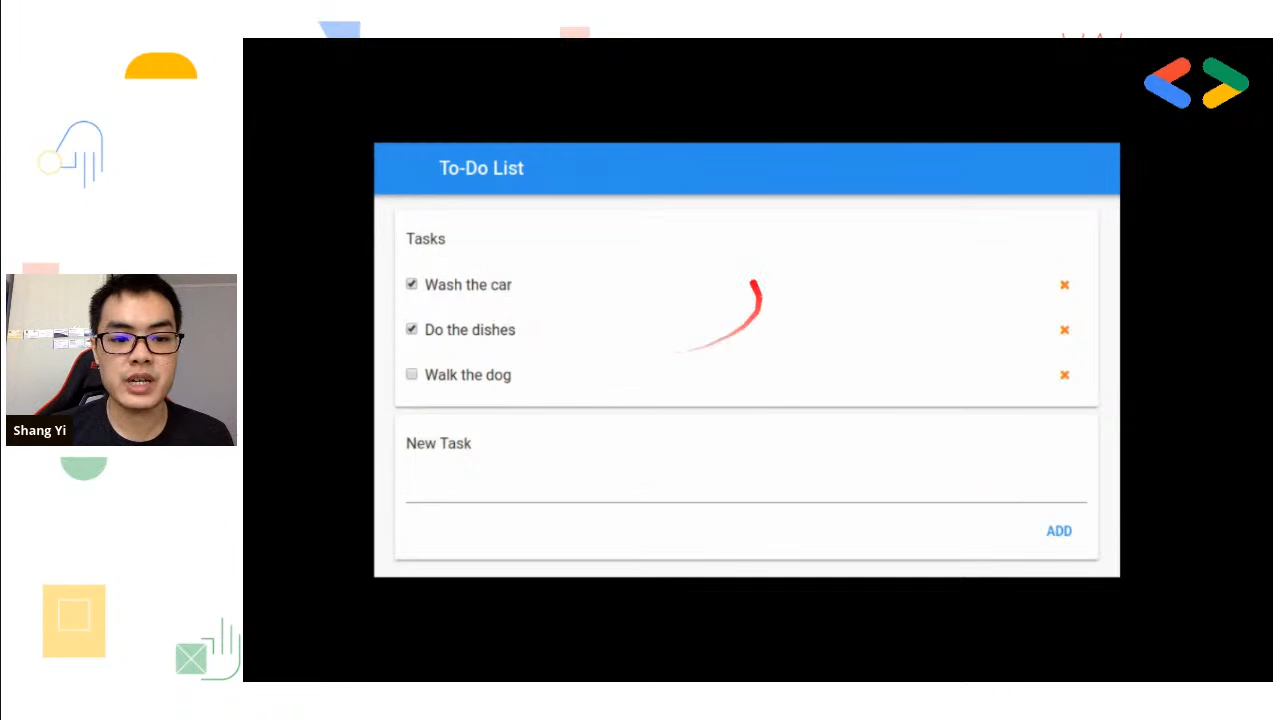 To-Do List
Tasks
Wash the car
Do the dishes
Walk the dog
New Task
ADD
Shang Yi